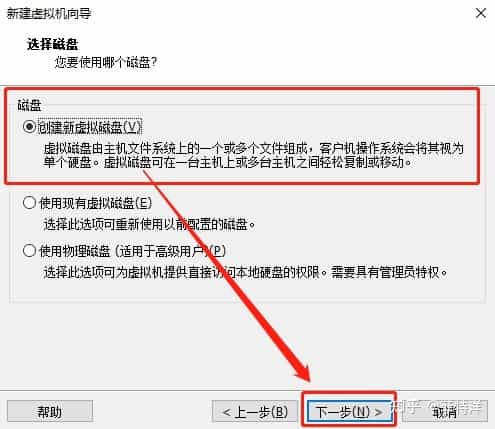 新建虚拟机向导
选择磁盘
您要使用哪个磁盘?
磁盘
创建新虚拟磁盘(V)
虚拟磁盘由主机文件系统上的一个或多个文件组成，客户机操作系统会将其视为
单个硬盘。虚拟磁盘可在一台主机上或多台主机之间轻松复制或移动。
使用现有虚拟磁盘(E)
选择此选项可重新使用以前配置的磁盘。
使用物理磁盘 (适用于高级用户)(P)
选择此选项可为虚拟机提供直接访问本地硬盘的权限。需要具有管理员特权。
帮助
< 上一步(B)
下一步(N) >
取消
知乎